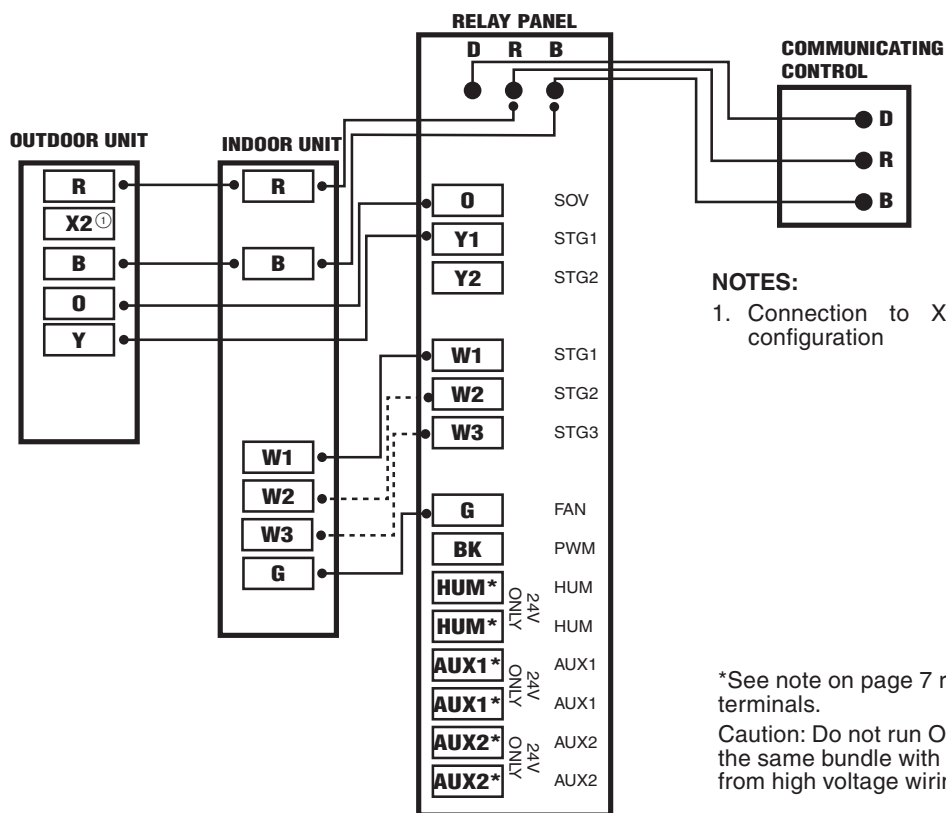 RELAY PANEL
D R B
COMMUNICATING
CONTROL
D
R
B
OUTDOOR UNIT
R
X2①
B
O
Y
INDOOR UNIT
R
B
W1
W2
W3
G
O SOV
Y1 STG1
Y2 STG2
W1 STG1
W2 STG2
W3 STG3
G FAN
BK PWM
HUM* HUM
HUM* HUM
24V
ONLY
AUX1* AUX1
AUX1* AUX1
24V
ONLY
AUX2* AUX2
AUX2* AUX2
24V
ONLY
NOTES:
1. Connection to X
configuration
*See note on page 7 r
terminals.
Caution: Do not run O
the same bundle with
from high voltage wirin